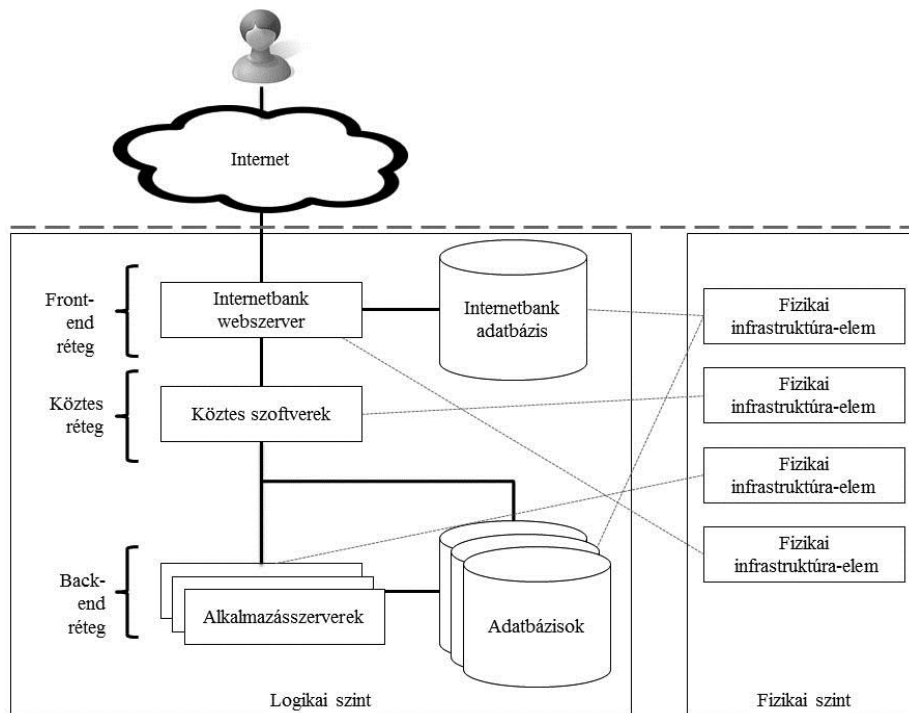 Internet
Front-
end
réteg
Internetbank
webszerver
Internetbank
adatbázis
Köztes
réteg
Köztes szoftverek
Back-
end
réteg
Alkalmazásszerverek
Adatbázisok
Logikai szint
Fizikai
infrastruktúra-elem
Fizikai
infrastruktúra-elem
Fizikai
infrastruktúra-elem
Fizikai
infrastruktúra-elem
Fizikai szint